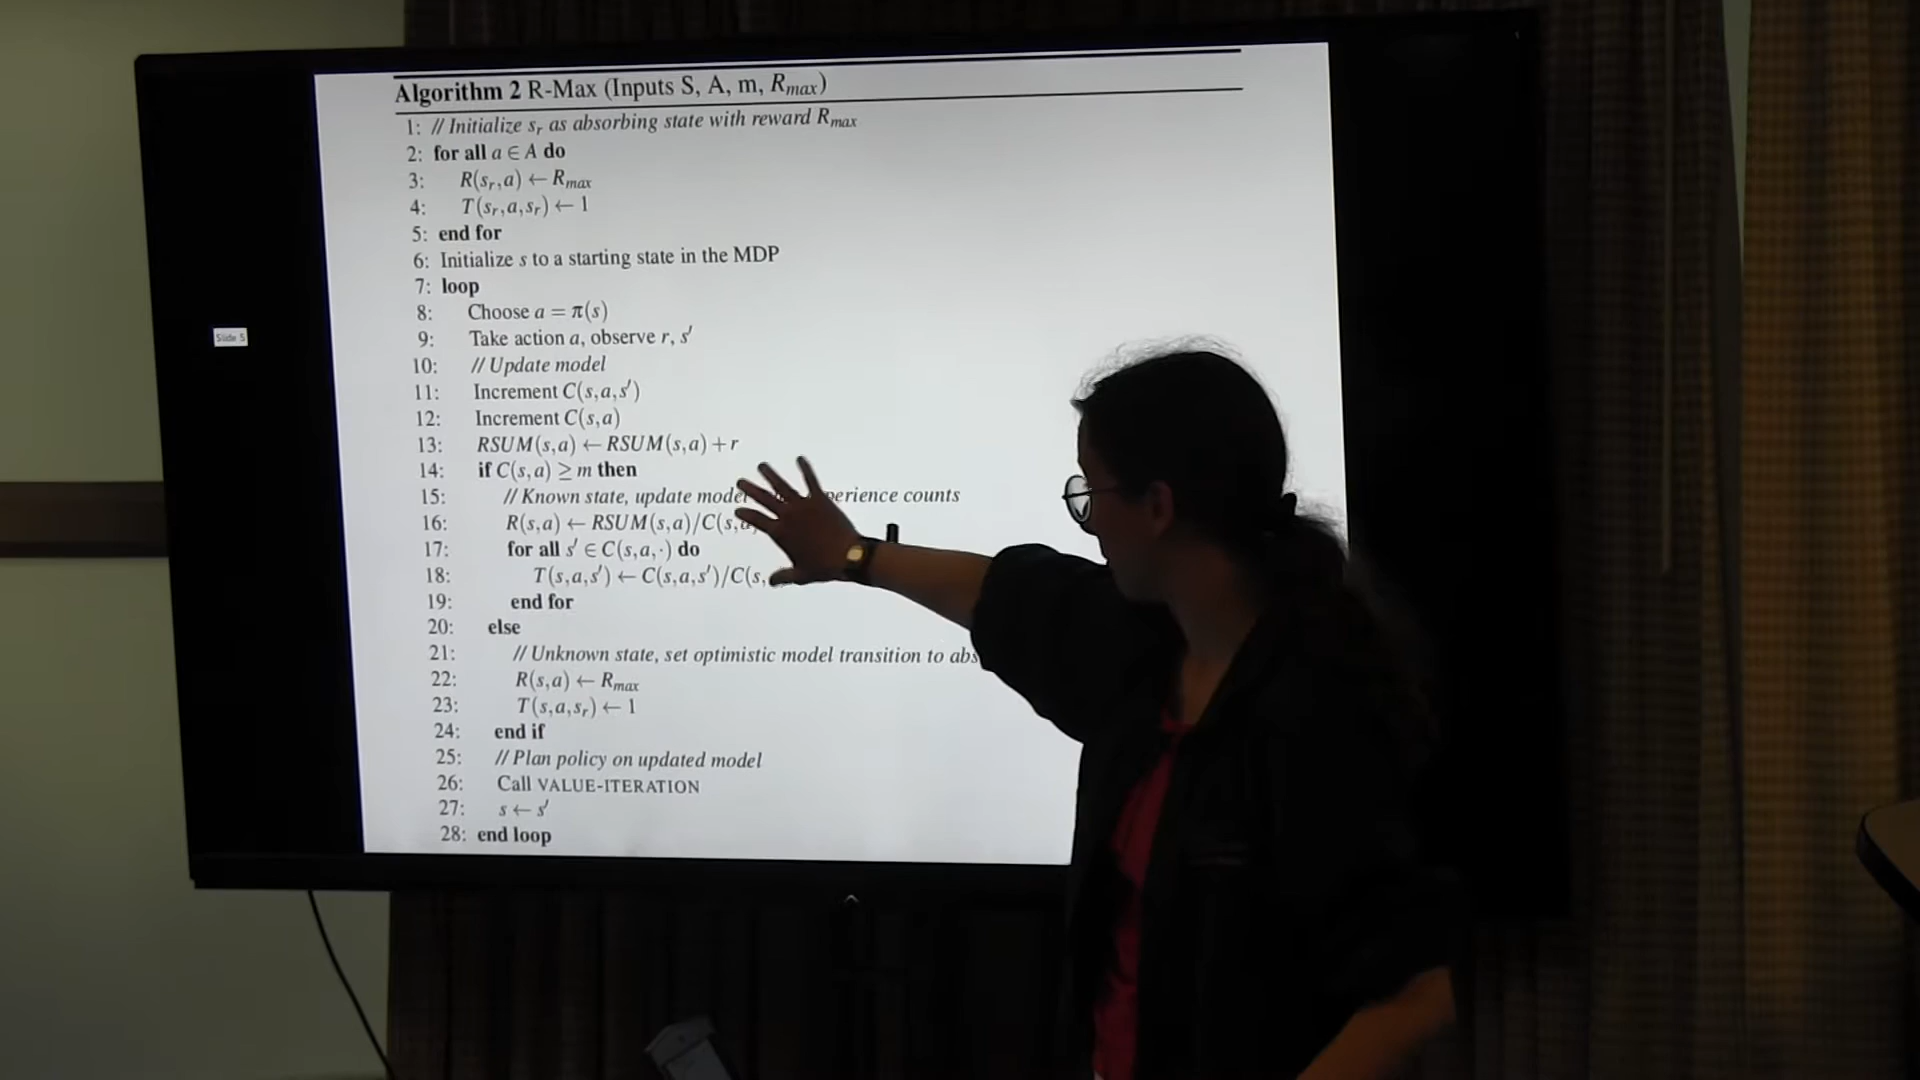 Algorithm 2 R-Max (Inputs S, A, m, Rmax)
1: // Initialize sr as absorbing state with reward Rmax
2: for all a ∈ A do
3: R(sr,a) ← Rmax
4: T(sr,a,sr) ← 1
5: end for
6: Initialize s to a starting state in the MDP
7: loop
8: Choose a = π(s)
9: Take action a, observe r, s′
10: // Update model
11: Increment C(s,a,s′)
12: Increment C(s,a)
13: RSUM(s,a) ← RSUM(s,a)+r
14: if C(s,a) ≥ m then
15: // Known state, update model perience counts
16: R(s,a) ← RSUM(s,a)/C(s,a
17: for all s′ ∈ C(s,a,·) do
18: T(s,a,s′) ← C(s,a,s′)/C(s,
19: end for
20: else
21: // Unknown state, set optimistic model transition to abs
22: R(s,a) ← Rmax
23: T(s,a,sr) ← 1
24: end if
25: // Plan policy on updated model
26: Call VALUE-ITERATION
27: s ← s′
28: end loop
Slide 5